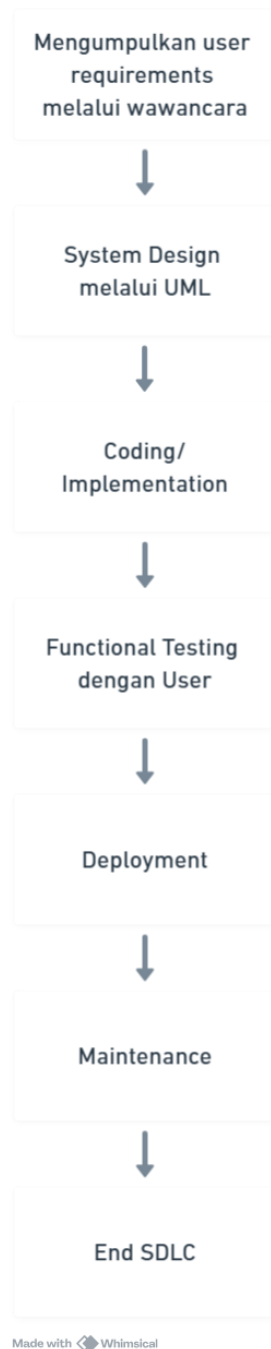 Mengumpulkan user
requirements
melalui wawancara
System Design
melalui UML
Coding/
Implementation
Functional Testing
dengan User
Deployment
Maintenance
End SDLC
Made with Whimsical